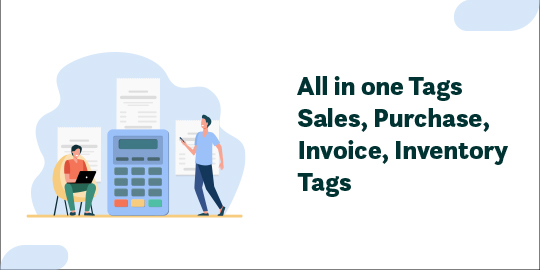 All in one Tags
Sales, Purchase,
Invoice, Inventory
Tags